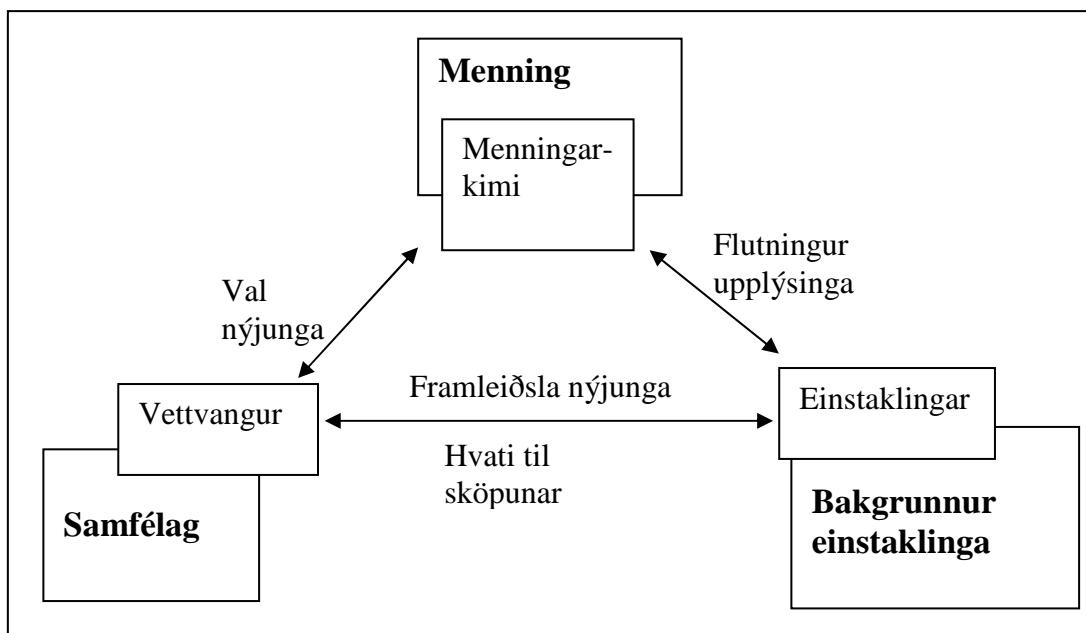 Menning
Menningar-
kimi
Flutningur
upplýsinga
Val
nýjunga
Framleiðsla nýjunga
Vettvangur
Einstaklingar
Hvati til
sköpunar
Samfélag
Bakgrunnur
einstaklinga